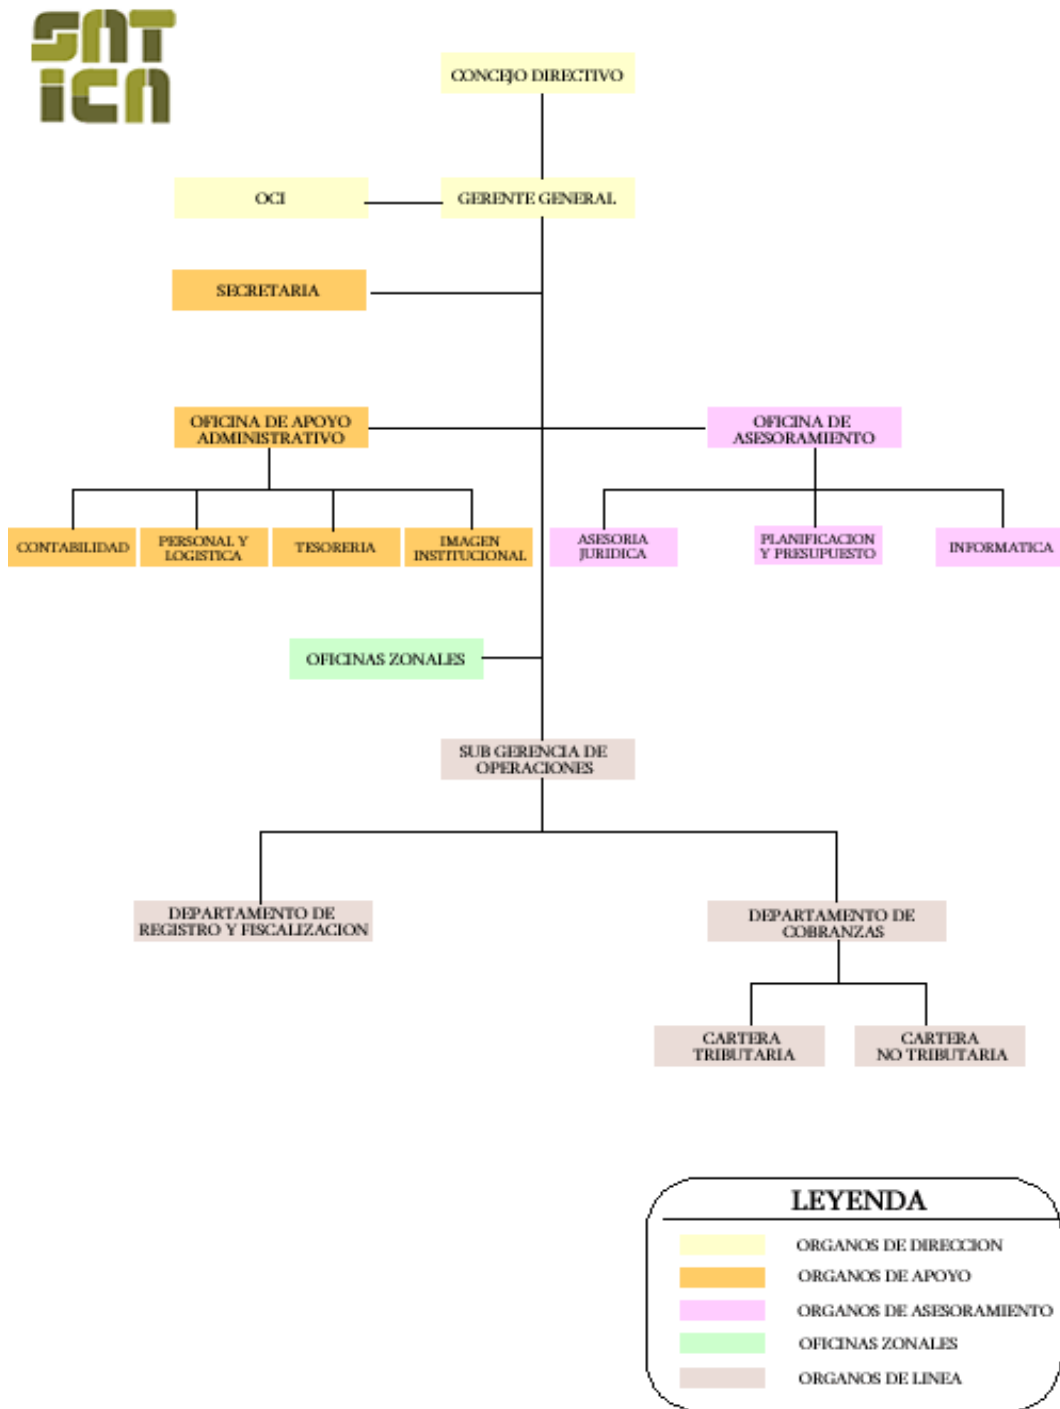 SAT
ICA
CONCEJO DIRECTIVO
OCI
GERENTE GENERAL
SECRETARIA
OFICINA DE APOYO
ADMINISTRATIVO
OFICINA DE
ASESORAMIENTO
CONTABILIDAD
PERSONAL Y
LOGISTICA
TESORERIA
IMAGEN
INSTITUCIONAL
ASESORIA
JURIDICA
PLANIFICACION
Y PRESUPUESTO
INFORMATICA
OFICINAS ZONALES
SUB GERENCIA DE
OPERACIONES
DEPARTAMENTO DE
REGISTRO Y FISCALIZACION
DEPARTAMENTO DE
COBRANZAS
CARTERA
TRIBUTARIA
CARTERA
NO TRIBUTARIA
LEYENDA
ORGANOS DE DIRECCION
ORGANOS DE APOYO
ORGANOS DE ASESORAMIENTO
OFICINAS ZONALES
ORGANOS DE LINEA